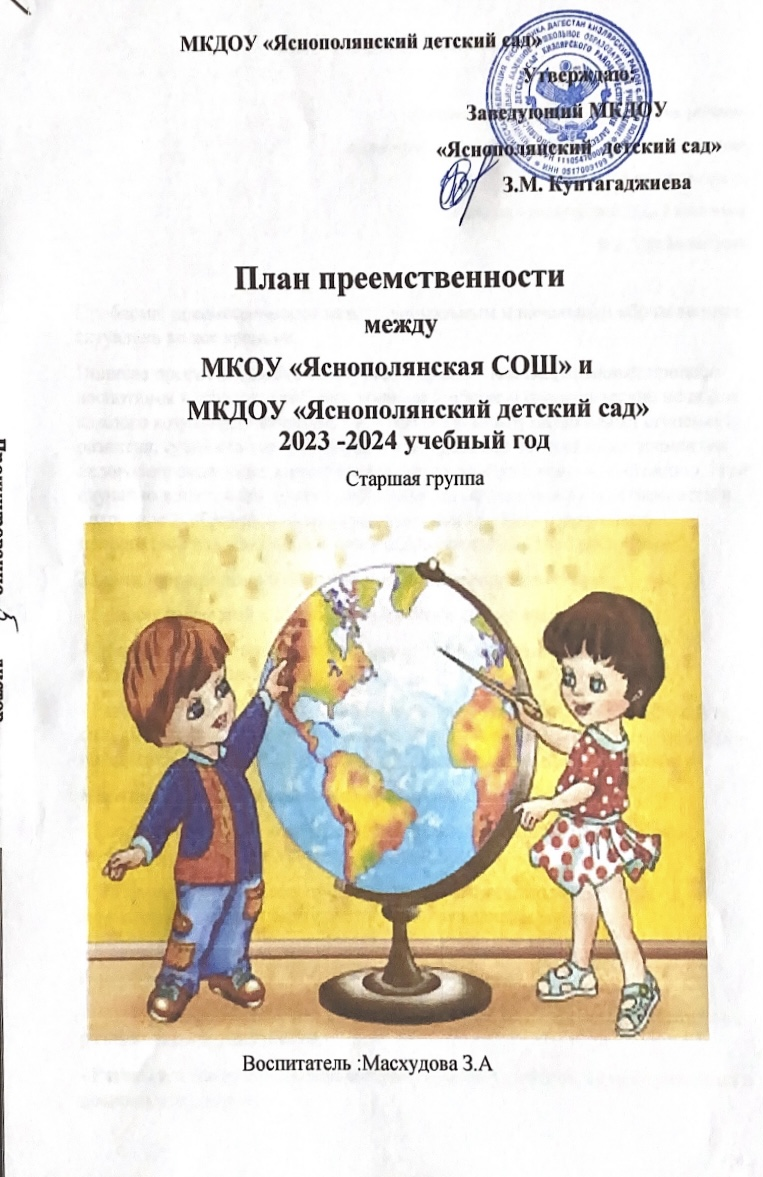 МКДОУ «Яснополянский детский сад»
Утверждаю:
Заведующий МКДОУ
«Яснополянский детский сад»
З.М. Кунтагаджиева
План преемственности
между
МКОУ «Яснополянская СОШ» и
МКДОУ «Яснополянский детский сад»
2023 -2024 учебный год
Старшая группа
Воспитатель :Масхудова З.А